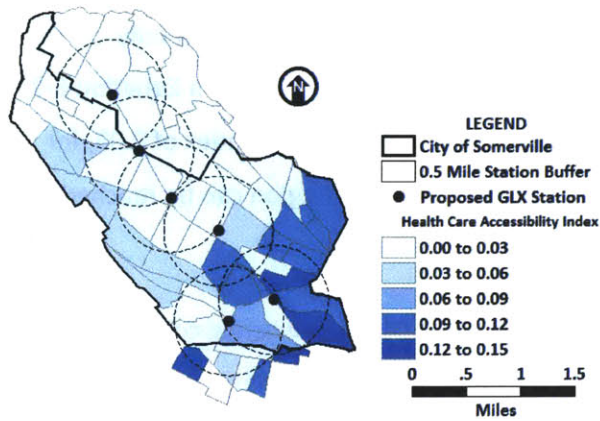 N
LEGEND
City of Somerville
0.5 Mile Station Buffer
Proposed GLX Station
Health Care Accessibility Index
0.00 to 0.03
0.03 to 0.06
0.06 to 0.09
0.09 to 0.12
0.12 to 0.15
0 .5 1 1.5
Miles